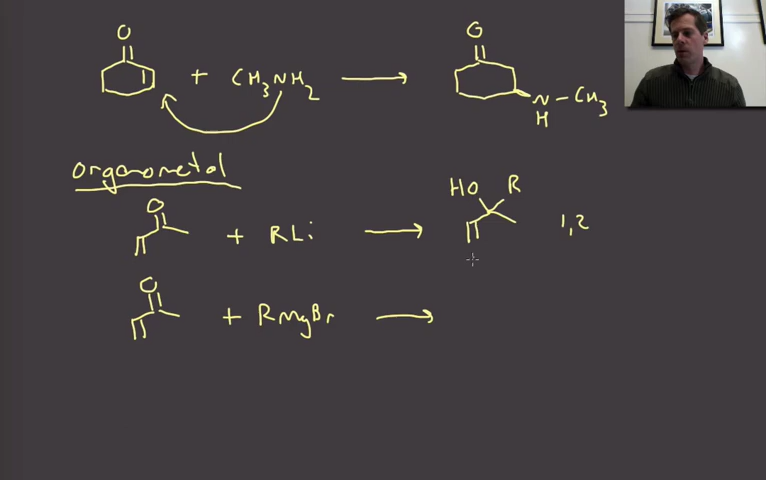 O O
+ CH3NH2 N - CH3
H
Organometal
O + RLi HO R 1,2
O + RMgBr